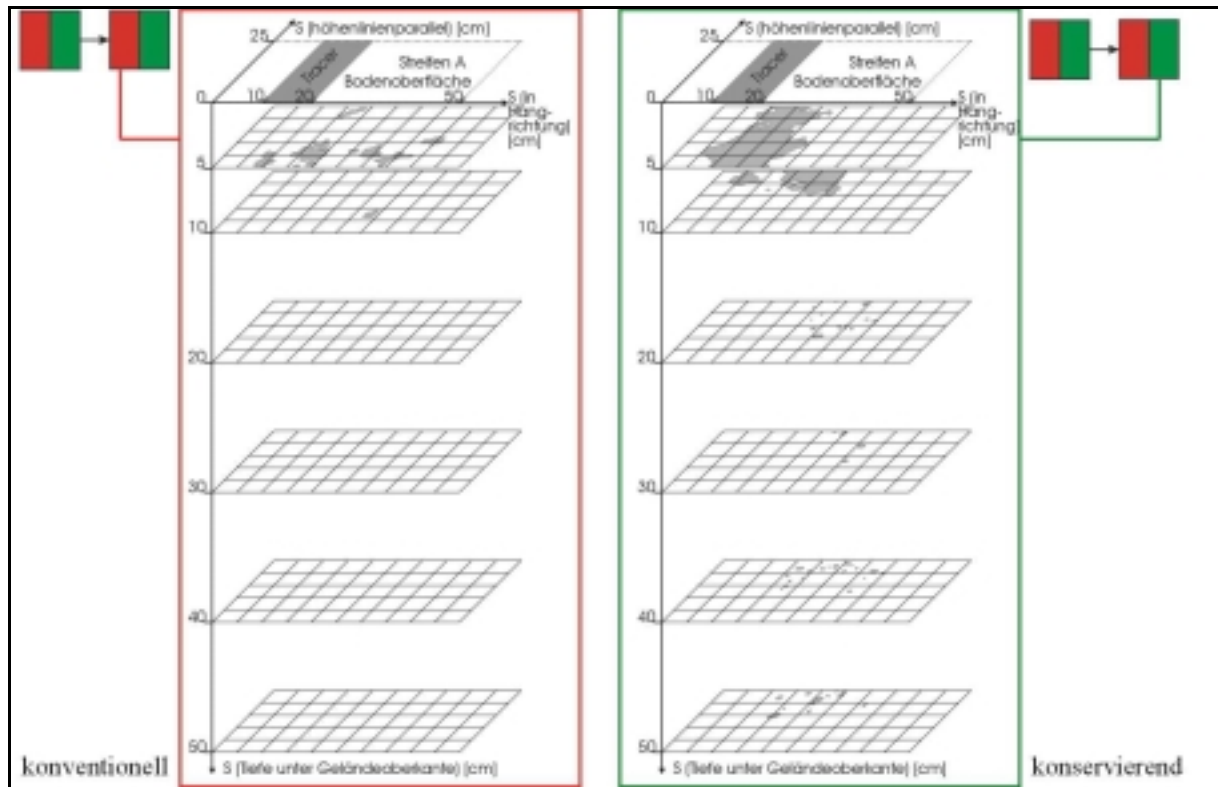 S (höhenlinienparallel) [cm]
25
Tracer
Streifen A
Bodenoberfläche
0
10
20
50
S (in
Hang-
richtung)
[cm]
5
10
20
30
40
50
S (Tiefe unter Geländeoberkante) [cm]
konventionell
S (höhenlinienparallel) [cm]
25
Tracer
Streifen A
Bodenoberfläche
0
10
20
50
S (in
Hang-
richtung)
[cm]
5
10
20
30
40
50
S (Tiefe unter Geländeoberkante) [cm]
konservierend